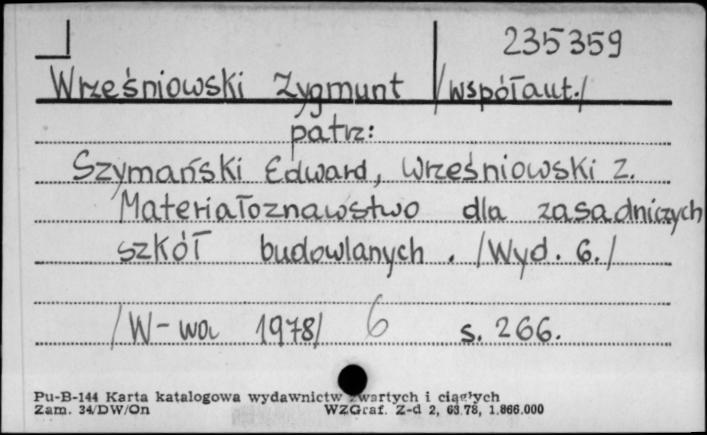 235359
Wrześniowski Zygmunt /współaut./
patrz:
Szymański Edward, Wrześniowski Z.
Materiałoznawstwo dla zasadniczych
szkół budowlanych. /Wyd. 6./
/W-wa 1978/ 6 s. 266.
Pu-B-144 Karta katalogowa wydawnictw zwartych i ciągłych
Zam. 34/DW/On WZGraf. Z-d 2, 63.78, 1.866.000